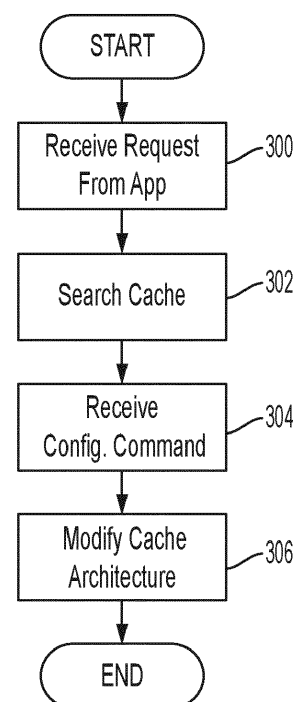 START
Receive Request
From App
300
Search Cache
302
Receive
Config. Command
304
Modify Cache
Architecture
306
END